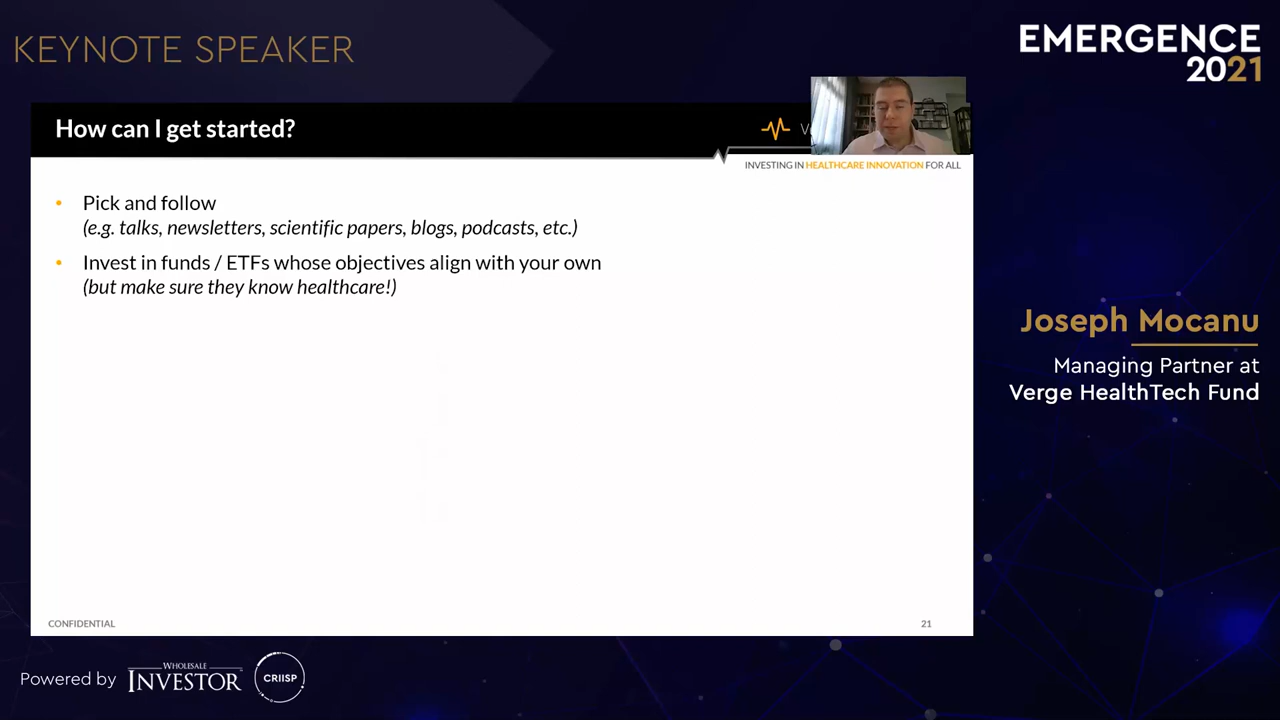 KEYNOTE SPEAKER
EMERGENCE
2021
How can I get started?
INVESTING IN HEALTHCARE INNOVATION FOR ALL
• Pick and follow
(e.g. talks, newsletters, scientific papers, blogs, podcasts, etc.)
• Invest in funds / ETFs whose objectives align with your own
(but make sure they know healthcare!)
Joseph Mocanu
Managing Partner at
Verge HealthTech Fund
CONFIDENTIAL
21
Powered by
WHOLESALE
INVESTOR
CRIISP